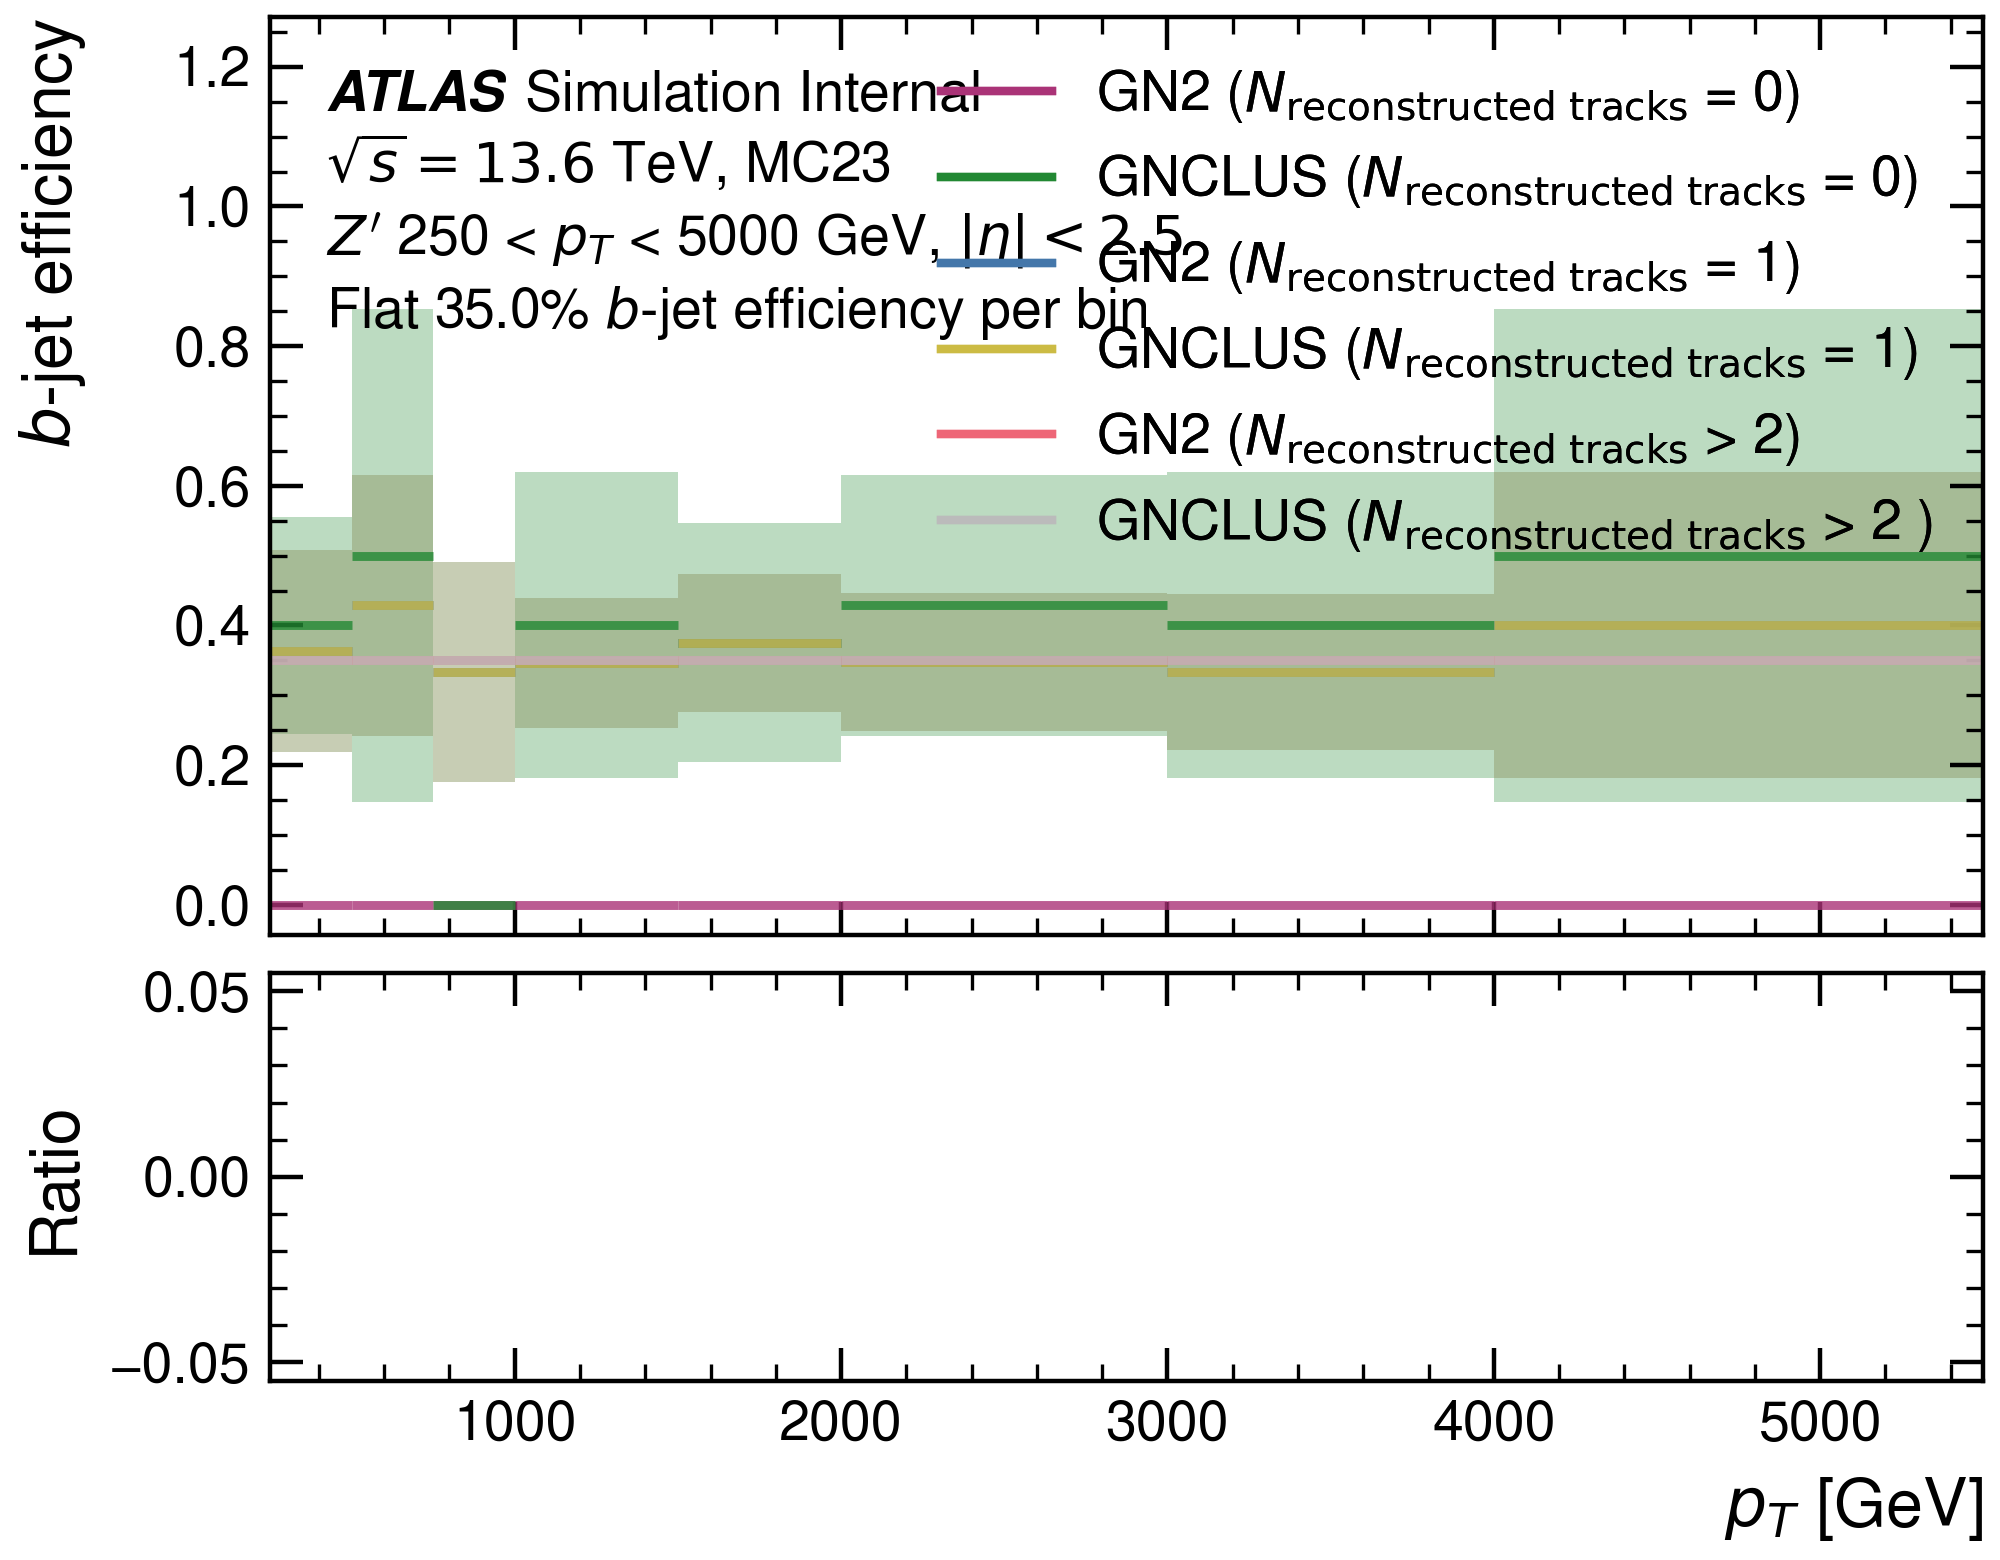 b-jet efficiency
1.2
1.0
0.8
0.6
0.4
0.2
0.0
ATLAS Simulation Internal
√s = 13.6 TeV, MC23
Z′ 250 < p_T < 5000 GeV, |η| < 2.5
Flat 35.0% b-jet efficiency per bin
GN2 (N_reconstructed tracks = 0)
GNCLUS (N_reconstructed tracks = 0)
GN2 (N_reconstructed tracks = 1)
GNCLUS (N_reconstructed tracks = 1)
GN2 (N_reconstructed tracks > 2)
GNCLUS (N_reconstructed tracks > 2 )
Ratio
0.05
0.00
−0.05
1000 2000 3000 4000 5000
p_T [GeV]